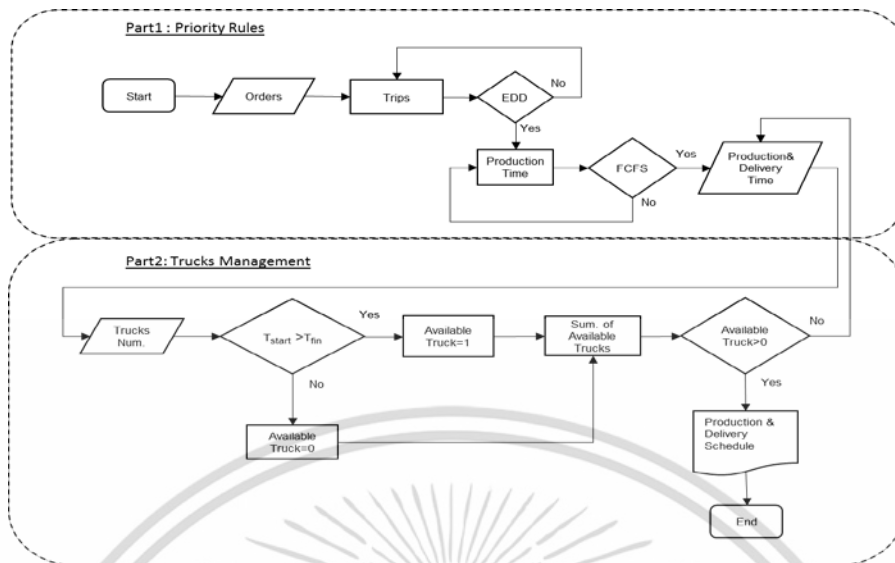 Part1 : Priority Rules
Start
Orders
Trips
EDD
No
Yes
Production
Time
FCFS
Yes
No
Production&
Delivery
Time
Part2: Trucks Management
Trucks
Num.
Tstart >Tfin
Yes
No
Available
Truck=1
Available
Truck=0
Sum. of
Available
Trucks
Available
Truck>0
No
Yes
Production &
Delivery
Schedule
End